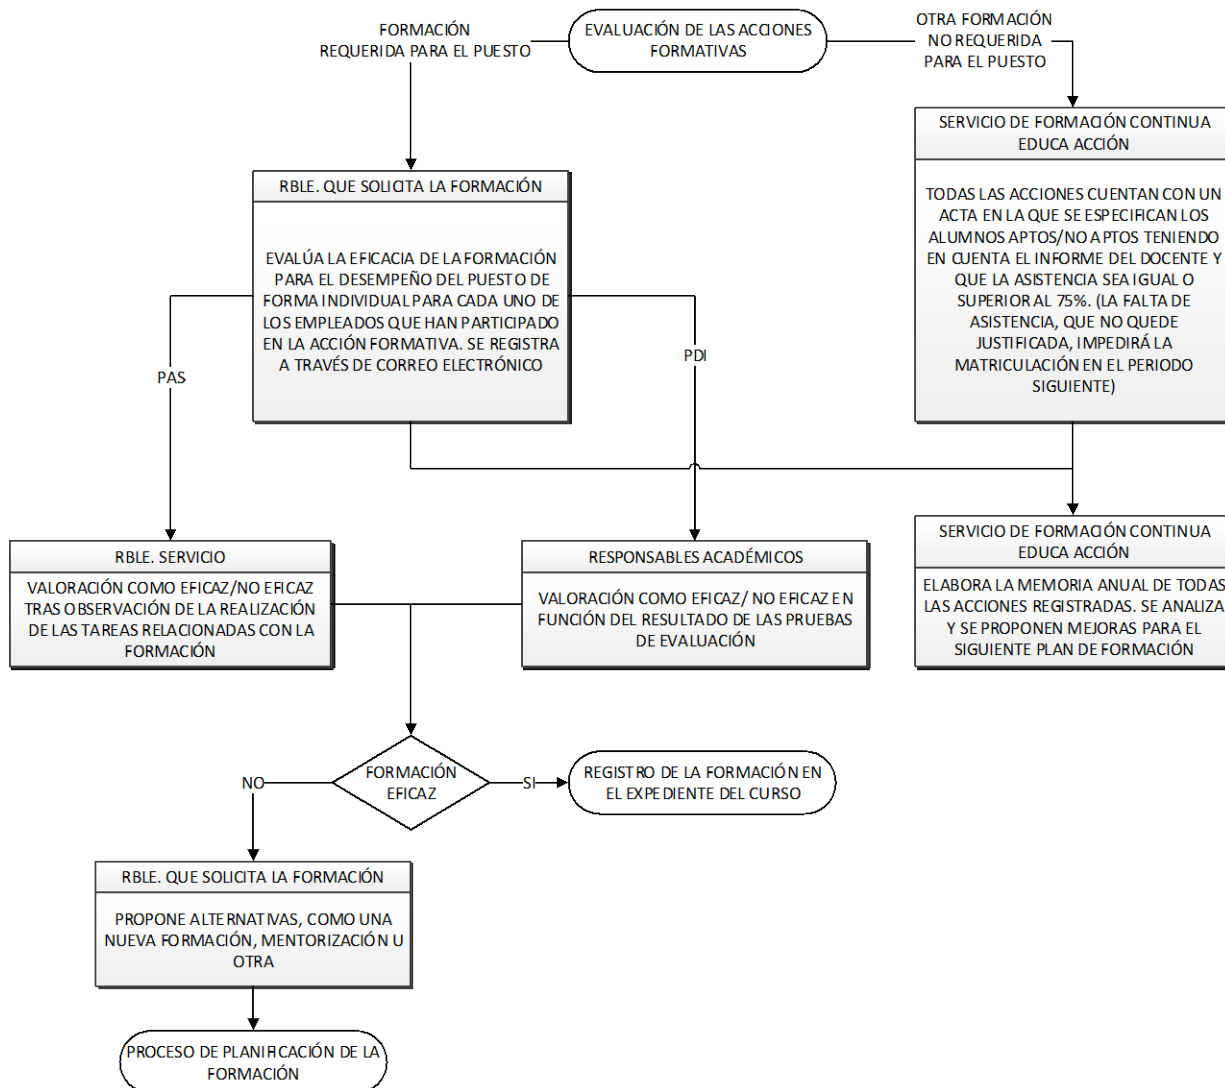 FORMACIÓN
REQUERIDA PARA EL PUESTO
EVALUACIÓN DE LAS ACCIONES
FORMATIVAS
OTRA FORMACIÓN
NO REQUERIDA
PARA EL PUESTO
SERVICIO DE FORMACIÓN CONTINUA
EDUCA ACCIÓN
TODAS LAS ACCIONES CUENTAN CON UN
ACTA EN LA QUE SE ESPECIFICAN LOS
ALUMNOS APTOS/NO APTOS TENIENDO
EN CUENTA EL INFORME DEL DOCENTE Y
QUE LA ASISTENCIA SEA IGUAL O
SUPERIOR AL 75%. (LA FALTA DE
ASISTENCIA, QUE NO QUEDE
JUSTIFICADA, IMPEDIRÁ LA
MATRICULACIÓN EN EL PERIODO
SIGUIENTE)
RBLE. QUE SOLICITA LA FORMACIÓN
EVALÚA LA EFICACIA DE LA FORMACIÓN
PARA EL DESEMPEÑO DEL PUESTO DE
FORMA INDIVIDUAL PARA CADA UNO DE
LOS EMPLEADOS QUE HAN PARTICIPADO
EN LA ACCIÓN FORMATIVA. SE REGISTRA
A TRAVÉS DE CORREO ELECTRÓNICO
PAS
PDI
RBLE. SERVICIO
VALORACIÓN COMO EFICAZ/NO EFICAZ
TRAS OBSERVACIÓN DE LA REALIZACIÓN
DE LAS TAREAS RELACIONADAS CON LA
FORMACIÓN
RESPONSABLES ACADÉMICOS
VALORACIÓN COMO EFICAZ/ NO EFICAZ EN
FUNCIÓN DEL RESULTADO DE LAS PRUEBAS
DE EVALUACIÓN
SERVICIO DE FORMACIÓN CONTINUA
EDUCA ACCIÓN
ELABORA LA MEMORIA ANUAL DE TODAS
LAS ACCIONES REGISTRADAS. SE ANALIZA
Y SE PROPONEN MEJORAS PARA EL
SIGUIENTE PLAN DE FORMACIÓN
FORMACIÓN
EFICAZ
NO
SI
REGISTRO DE LA FORMACIÓN EN
EL EXPEDIENTE DEL CURSO
RBLE. QUE SOLICITA LA FORMACIÓN
PROPONE ALTERNATIVAS, COMO UNA
NUEVA FORMACIÓN, MENTORIZACIÓN U
OTRA
PROCESO DE PLANIFICACIÓN DE LA
FORMACIÓN